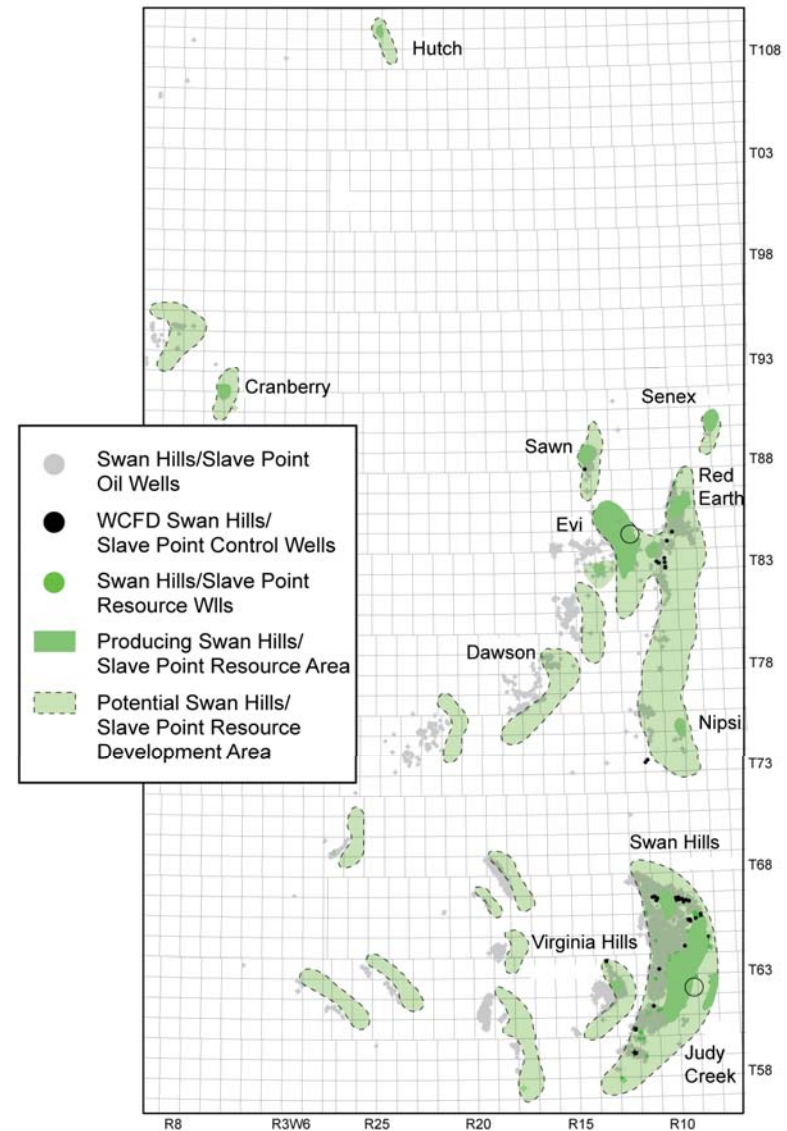 Hutch
T108
T03
T98
T93
Cranberry
Senex
Sawn
T88
Red
Earth
Evi
T83
Dawson
T78
Nipsi
T73
Swan Hills
T68
Virginia Hills
T63
Judy
Creek
T58
Swan Hills/Slave Point
Oil Wells
WCFD Swan Hills/
Slave Point Control Wells
Swan Hills/Slave Point
Resource Wlls
Producing Swan Hills/
Slave Point Resource Area
Potential Swan Hills/
Slave Point Resource
Development Area
R8
R3W6
R25
R20
R15
R10